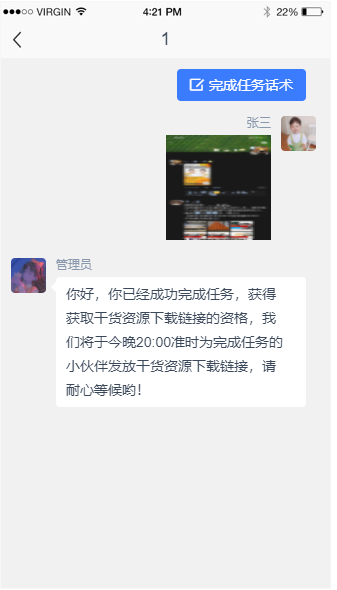 VIRGIN 4:21 PM 22%
1
完成任务话术
张三
管理员
你好，你已经成功完成任务，获得
获取干货资源下载链接的资格，我
们将于今晚20:00准时为完成任务的
小伙伴发放干货资源下载链接，请
耐心等候哟！